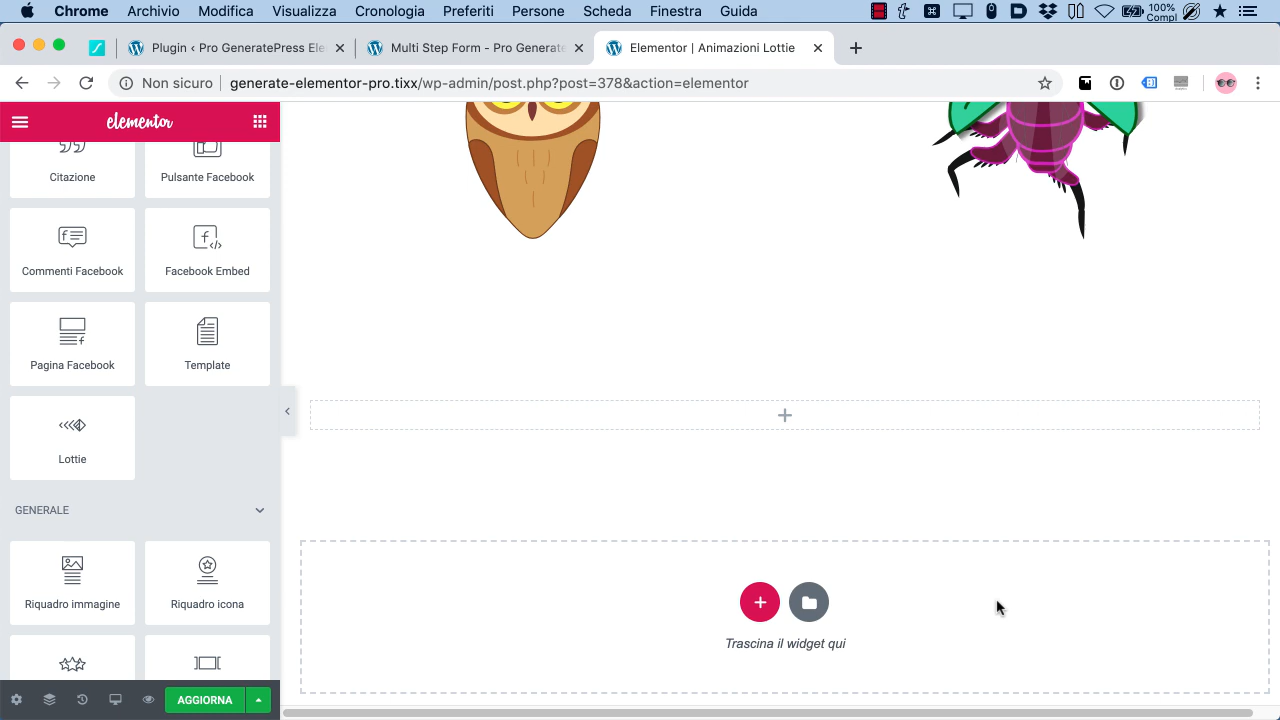 Chrome Archivio Modifica Visualizza Cronologia Preferiti Persone Scheda Finestra Guida 100% Compl
Plugin ‹ Pro GeneratePress Ele
Multi Step Form - Pro Generate
Elementor | Animazioni Lottie
Non sicuro generate-elementor-pro.tixx/wp-admin/post.php?post=378&action=elementor
elementor
Citazione
Pulsante Facebook
Commenti Facebook
Facebook Embed
Pagina Facebook
Template
Lottie
GENERALE
Riquadro immagine
Riquadro icona
Trascina il widget qui
AGGIORNA